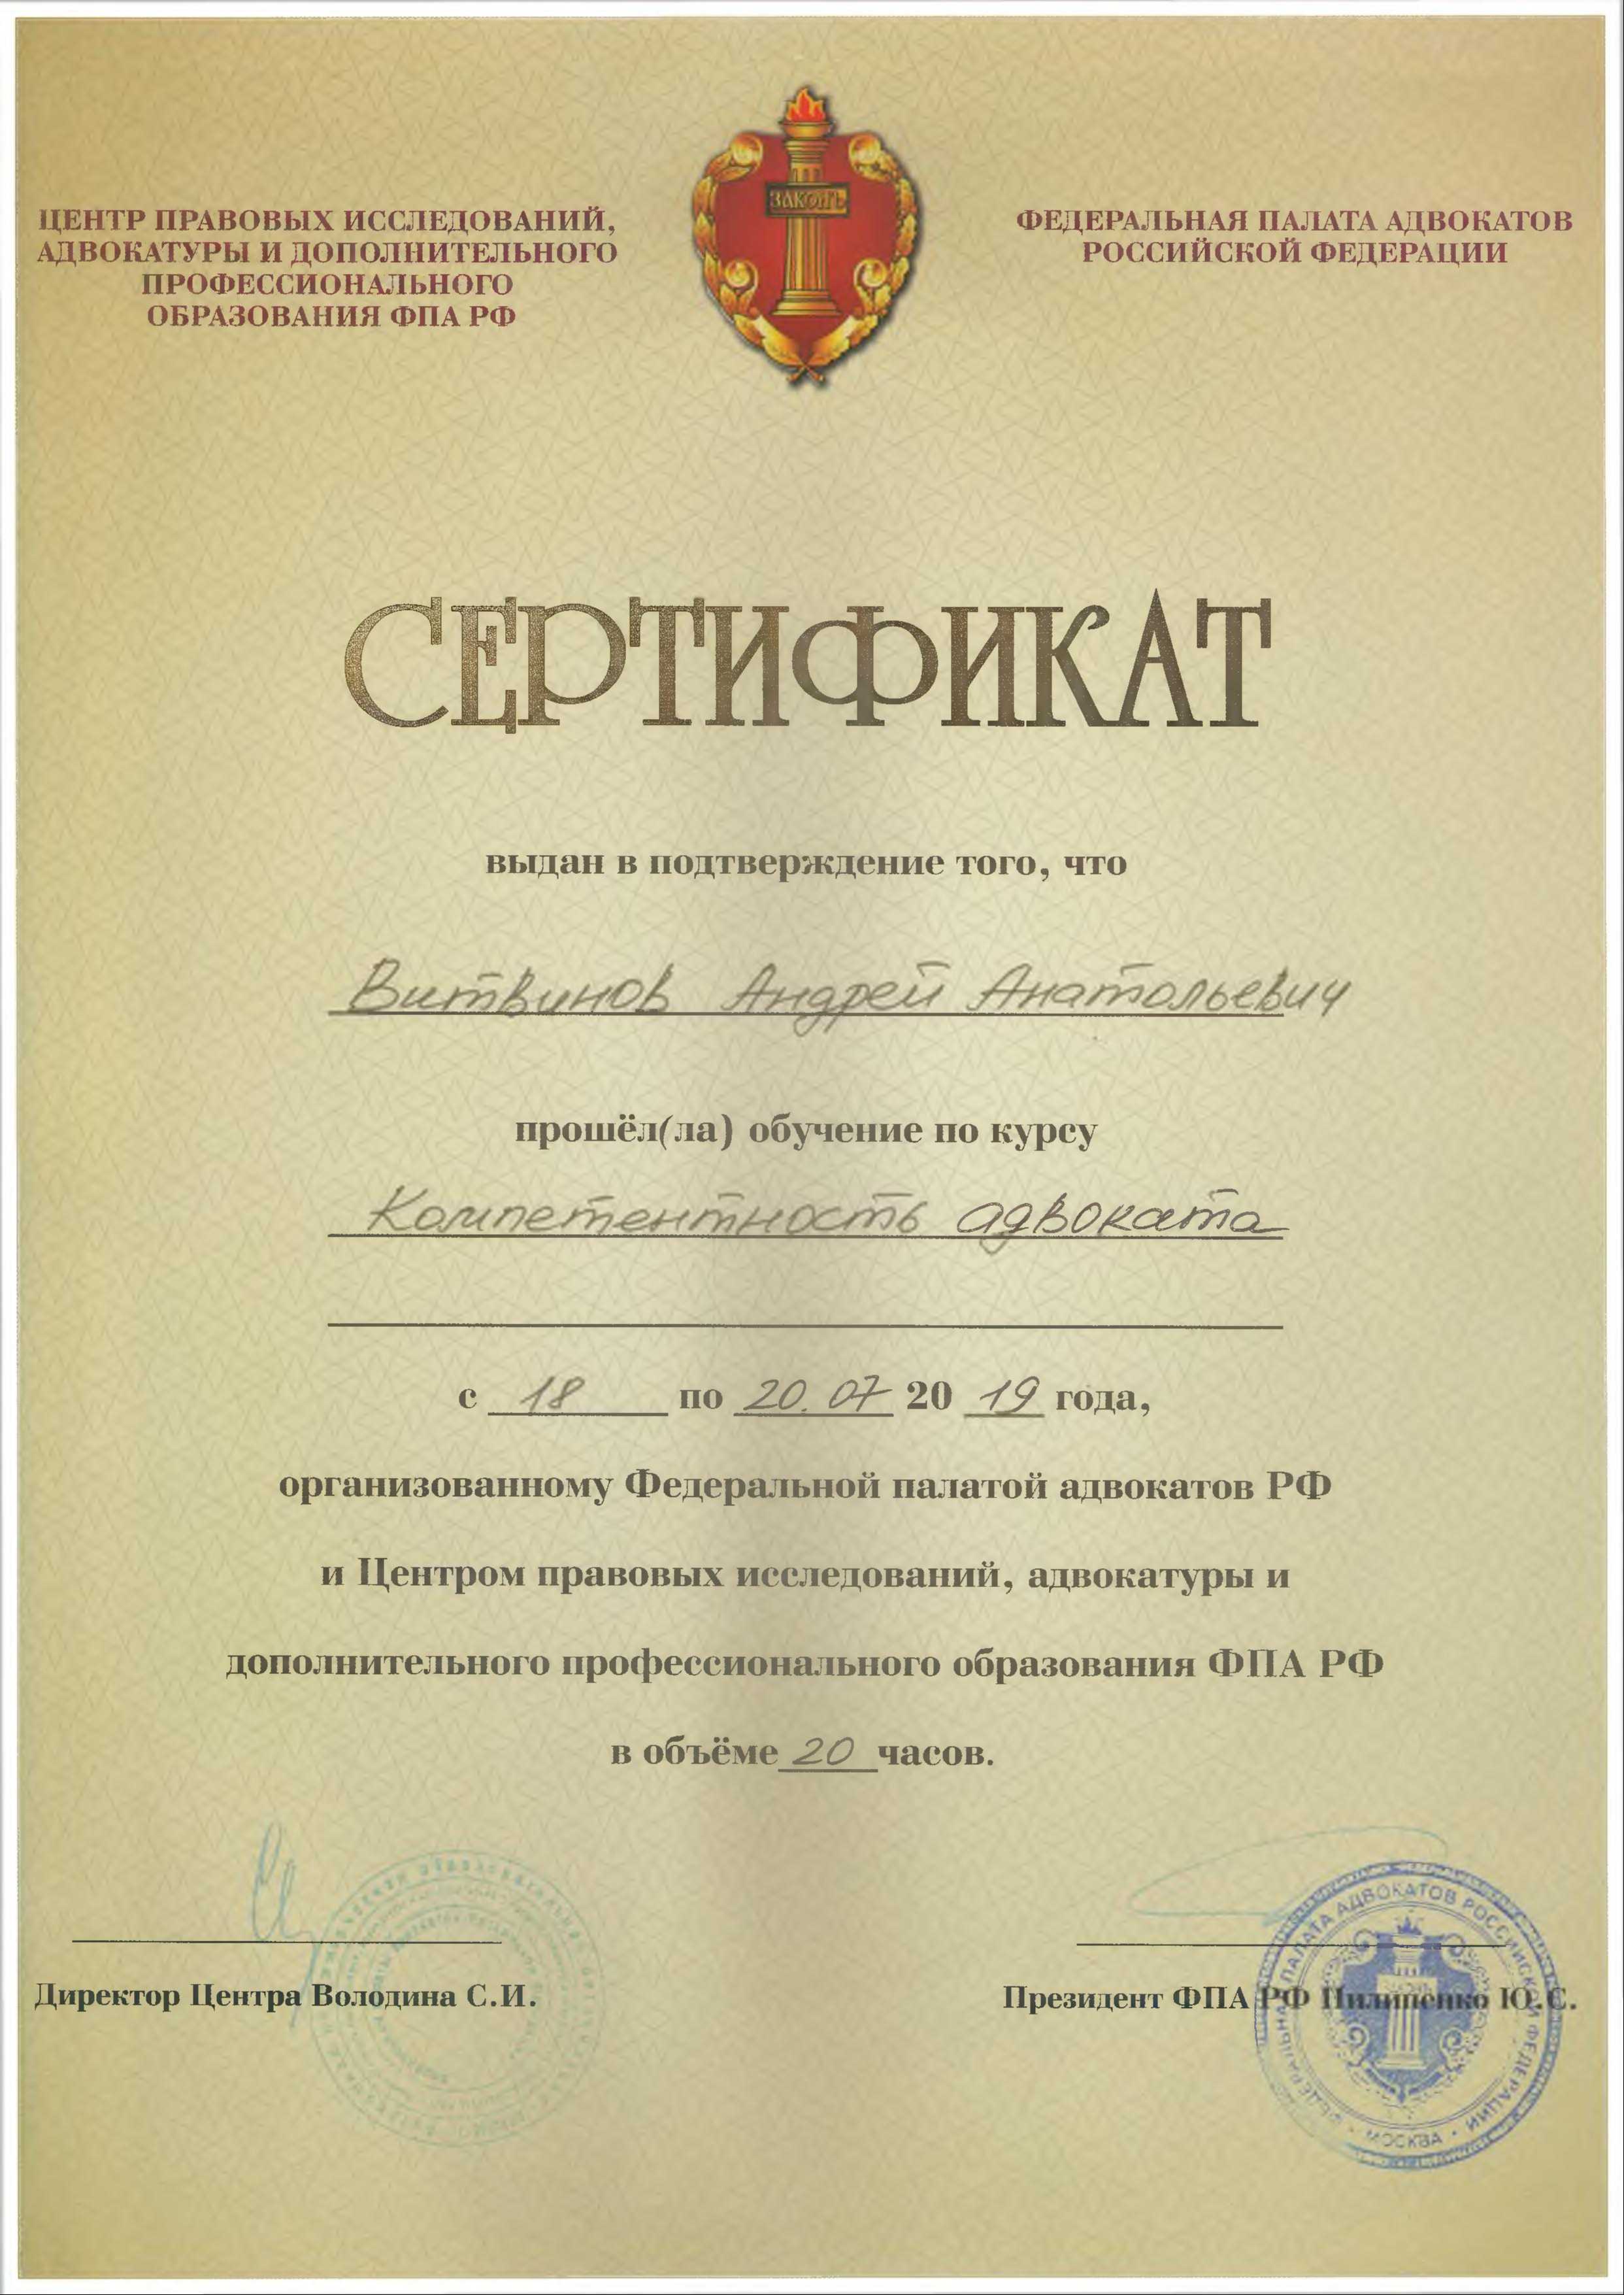 ЦЕНТР ПРАВОВЫХ ИССЛЕДОВАНИЙ,
АДВОКАТУРЫ И ДОПОЛНИТЕЛЬНОГО
ПРОФЕССИОНАЛЬНОГО
ОБРАЗОВАНИЯ ФПА РФ
ЗАКОНЪ
ФЕДЕРАЛЬНАЯ ПАЛАТА АДВОКАТОВ
РОССИЙСКОЙ ФЕДЕРАЦИИ
СЕРТИФИКАТ
выдан в подтверждение того, что
Витвинов Андрей Анатольевич
прошёл(ла) обучение по курсу
Компетентность адвоката
с 18 по 20.07 20 19 года,
организованному Федеральной палатой адвокатов РФ
и Центром правовых исследований, адвокатуры и
дополнительного профессионального образования ФПА РФ
в объёме 20 часов.
Директор Центра Володина С.И.
Президент ФПА РФ Пилипенко Ю.С.
ФЕДЕРАЛЬНАЯ ПАЛАТА АДВОКАТОВ РОССИЙСКОЙ ФЕДЕРАЦИИ
МОСКВА